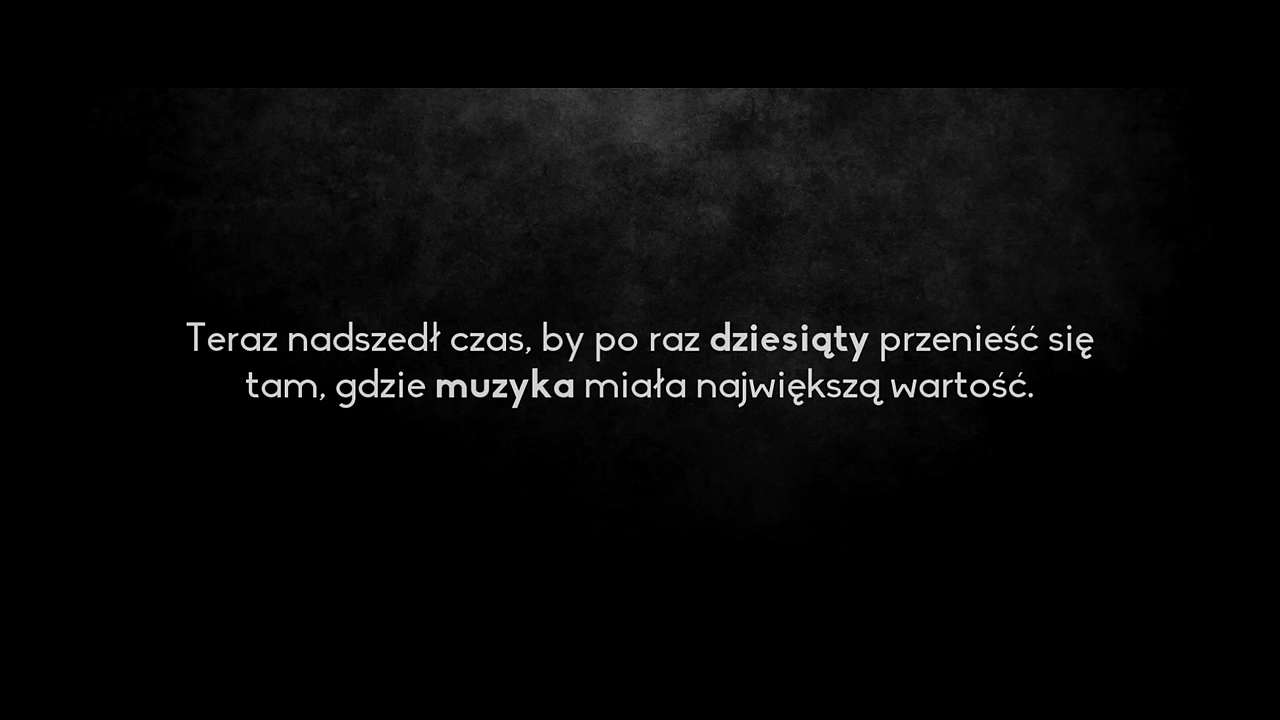 Teraz nadszedł czas, by po raz dziesiąty przenieść się
tam, gdzie muzyka miała największą wartość.